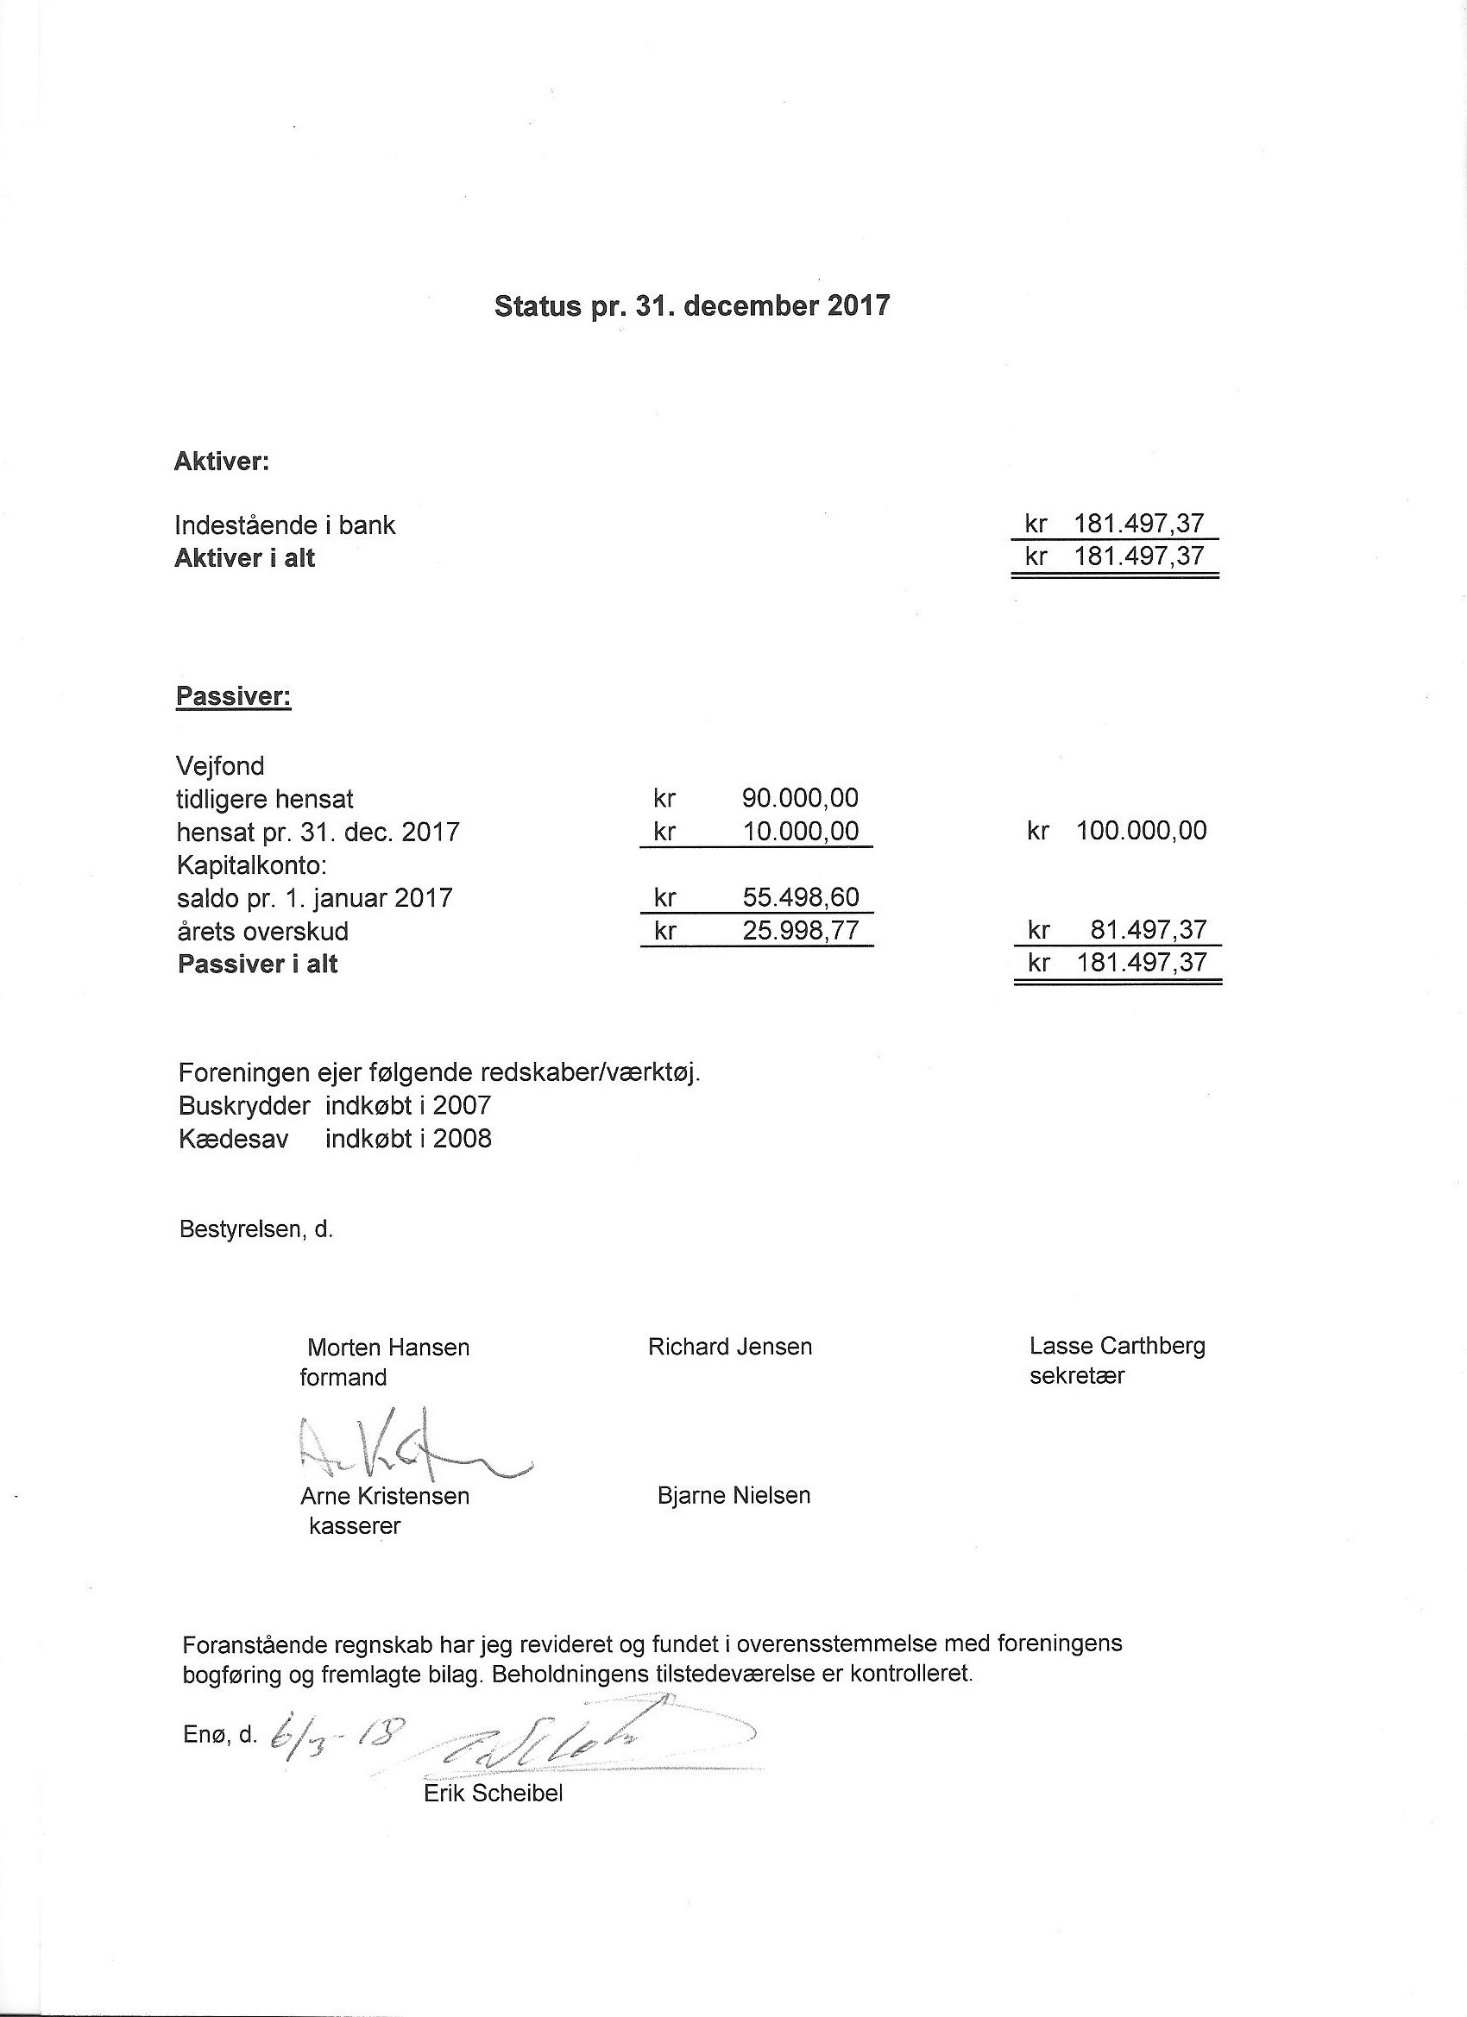 Status pr. 31. december 2017
Aktiver:
Indestående i bank kr 181.497,37
Aktiver i alt kr 181.497,37
Passiver:
Vejfond
tidligere hensat kr 90.000,00
hensat pr. 31. dec. 2017 kr 10.000,00 kr 100.000,00
Kapitalkonto:
saldo pr. 1. januar 2017 kr 55.498,60
årets overskud kr 25.998,77 kr 81.497,37
Passiver i alt kr 181.497,37
Foreningen ejer følgende redskaber/værktøj.
Buskrydder indkøbt i 2007
Kædesav indkøbt i 2008
Bestyrelsen, d.
Morten Hansen Richard Jensen Lasse Carthberg
formand sekretær
Arne Kristensen Bjarne Nielsen
kasserer
Foranstående regnskab har jeg revideret og fundet i overensstemmelse med foreningens
bogføring og fremlagte bilag. Beholdningens tilstedeværelse er kontrolleret.
Enø, d. 6/3-18
Erik Scheibel